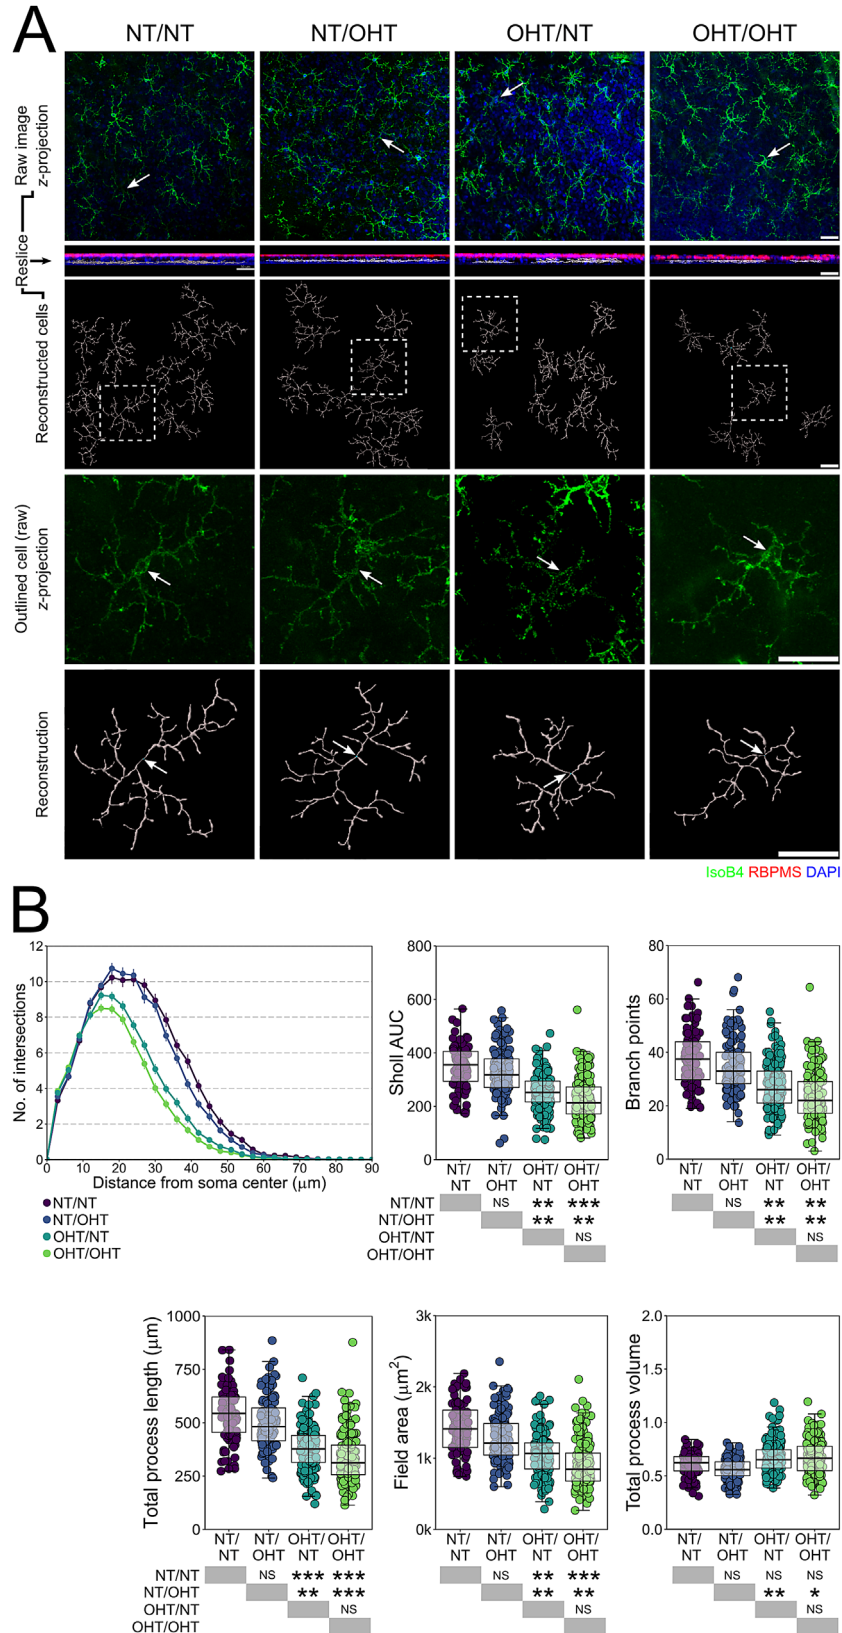 A
NT/NT NT/OHT OHT/NT OHT/OHT
Raw image
z-projection
Reslice
Reconstructed cells
Outlined cell (raw)
z-projection
Reconstruction
IsoB4 RBPMS DAPI
B
No. of intersections
12
10
8
6
4
2
0
0 10 20 30 40 50 60 70 80 90
Distance from soma center (μm)
NT/NT
NT/OHT
OHT/NT
OHT/OHT
Sholl AUC
800
600
400
200
0
NT/ NT/ OHT/ OHT/
NT OHT NT OHT
NT/NT NS ** ***
NT/OHT ** **
OHT/NT NS
OHT/OHT
Branch points
80
60
40
20
0
NT/ NT/ OHT/ OHT/
NT OHT NT OHT
NS ** **
** **
NS
Total process length (μm)
1000
750
500
250
0
NT/ NT/ OHT/ OHT/
NT OHT NT OHT
NT/NT NS *** ***
NT/OHT ** ***
OHT/NT NS
OHT/OHT
Field area (μm²)
3k
2k
1k
0k
NT/ NT/ OHT/ OHT/
NT OHT NT OHT
NS ** ***
** **
NS
Total process volume
2.0
1.5
1.0
0.5
0.0
NT/ NT/ OHT/ OHT/
NT OHT NT OHT
NS NS NS
** *
NS